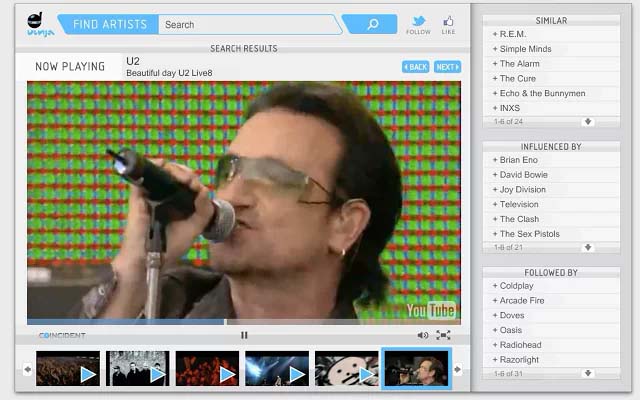 FIND ARTISTS
Search
FOLLOW
LIKE
SEARCH RESULTS
NOW PLAYING
U2
Beautiful day U2 Live8
BACK
NEXT
YouTube
COINCIDENT
SIMILAR
+ R.E.M.
+ Simple Minds
+ The Alarm
+ The Cure
+ Echo & the Bunnymen
+ INXS
1-6 of 24
INFLUENCED BY
+ Brian Eno
+ David Bowie
+ Joy Division
+ Television
+ The Clash
+ The Sex Pistols
1-6 of 21
FOLLOWED BY
+ Coldplay
+ Arcade Fire
+ Doves
+ Oasis
+ Radiohead
+ Razorlight
1-6 of 31